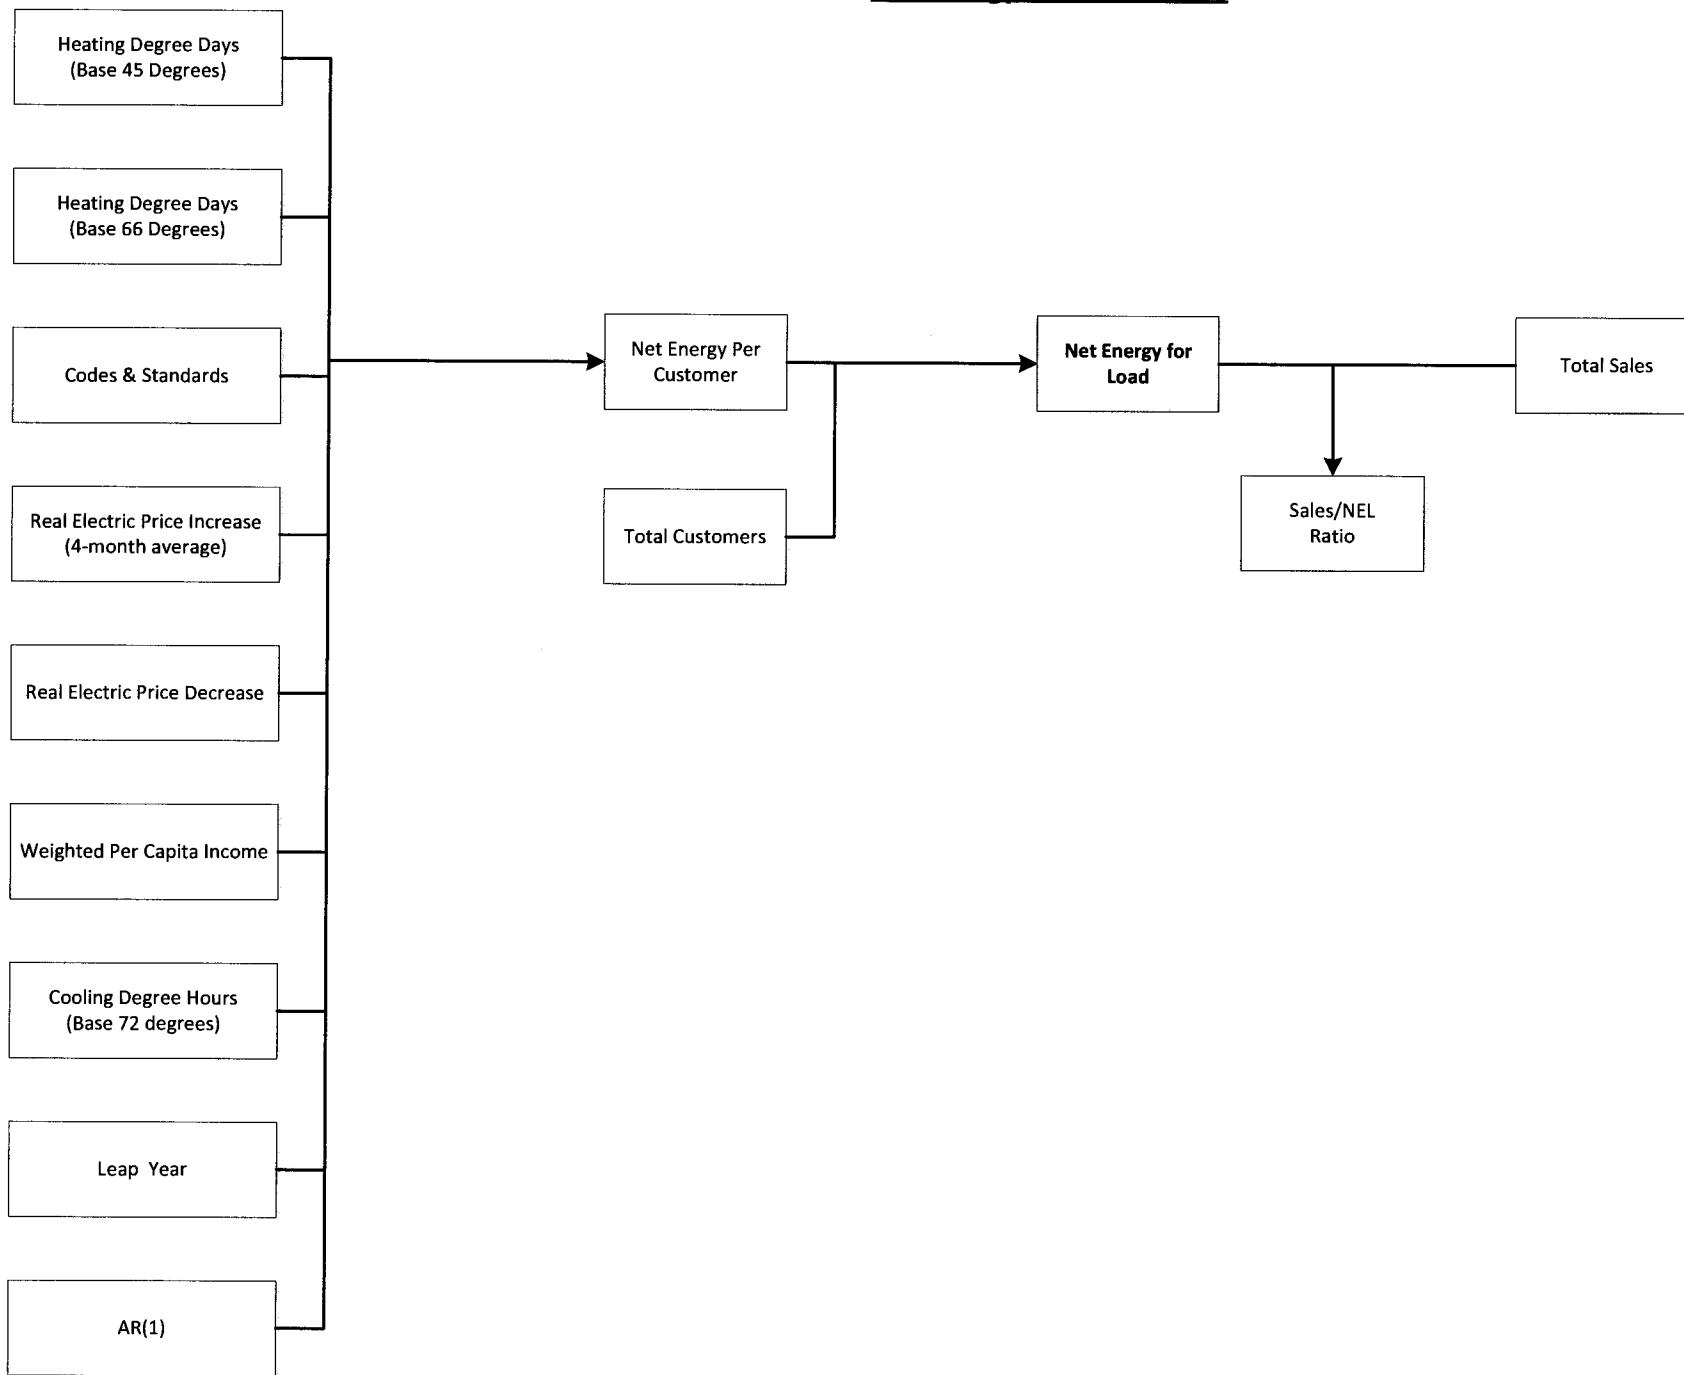 Heating Degree Days
(Base 45 Degrees)
Heating Degree Days
(Base 66 Degrees)
Codes & Standards
Real Electric Price Increase
(4-month average)
Real Electric Price Decrease
Weighted Per Capita Income
Cooling Degree Hours
(Base 72 degrees)
Leap Year
AR(1)
Net Energy Per
Customer
Total Customers
Net Energy for
Load
Sales/NEL
Ratio
Total Sales